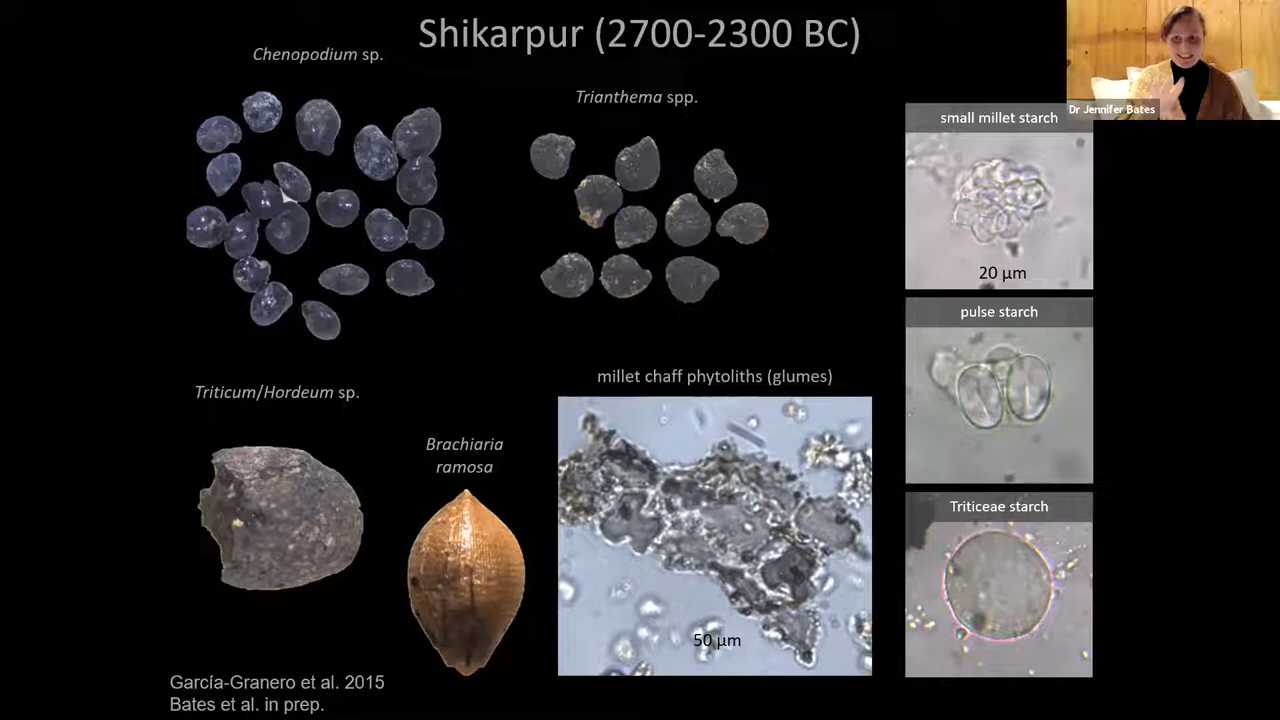 Shikarpur (2700-2300 BC)
Chenopodium sp.
Trianthema spp.
Dr Jennifer Bates
small millet starch
20 µm
pulse starch
Triticum/Hordeum sp.
millet chaff phytoliths (glumes)
Brachiaria
ramosa
50 µm
Triticeae starch
García-Granero et al. 2015
Bates et al. in prep.